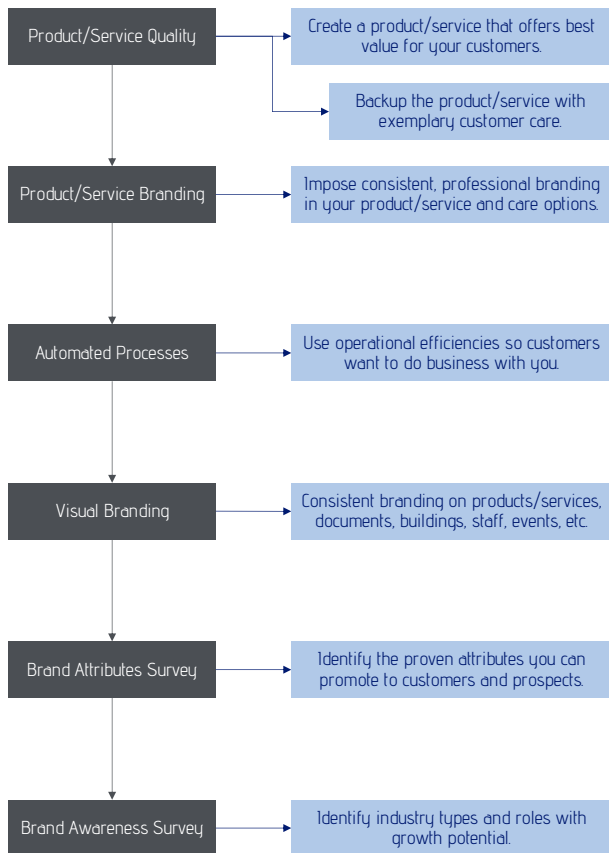 Product/Service Quality
Create a product/service that offers best
value for your customers.
Backup the product/service with
exemplary customer care.
Product/Service Branding
Impose consistent, professional branding
in your product/service and care options.
Automated Processes
Use operational efficiencies so customers
want to do business with you.
Visual Branding
Consistent branding on products/services,
documents, buildings, staff, events, etc.
Brand Attributes Survey
Identify the proven attributes you can
promote to customers and prospects.
Brand Awareness Survey
Identify industry types and roles with
growth potential.